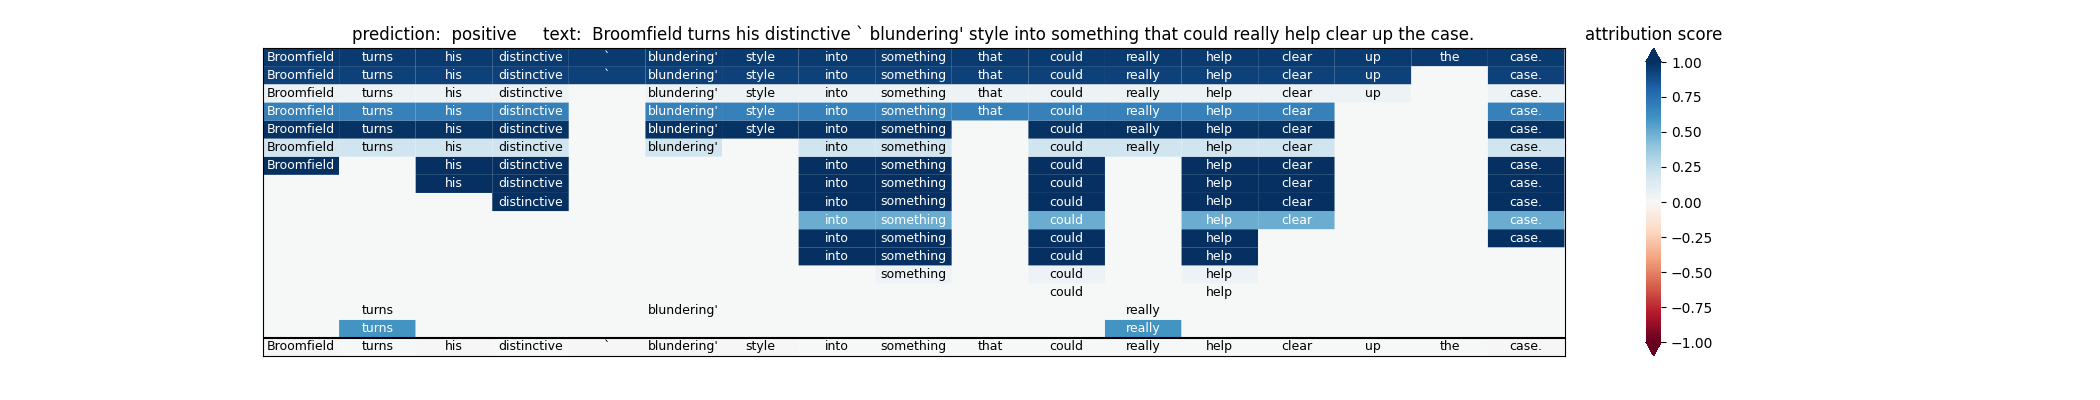 prediction:  positive     text:  Broomfield turns his distinctive ` blundering' style into something that could really help clear up the case.
attribution score
Broomfield turns his distinctive ` blundering' style into something that could really help clear up the case.
Broomfield turns his distinctive ` blundering' style into something that could really help clear up case.
Broomfield turns his distinctive blundering' style into something that could really help clear up case.
Broomfield turns his distinctive blundering' style into something that could really help clear case.
Broomfield turns his distinctive blundering' style into something could really help clear case.
Broomfield turns his distinctive blundering' into something could really help clear case.
Broomfield his distinctive into something could help clear case.
his distinctive into something could help clear case.
distinctive into something could help clear case.
into something could help clear case.
into something could help case.
into something could help
something could help
could help
turns blundering' really
turns really
Broomfield turns his distinctive ` blundering' style into something that could really help clear up the case.
1.00
0.75
0.50
0.25
0.00
−0.25
−0.50
−0.75
−1.00